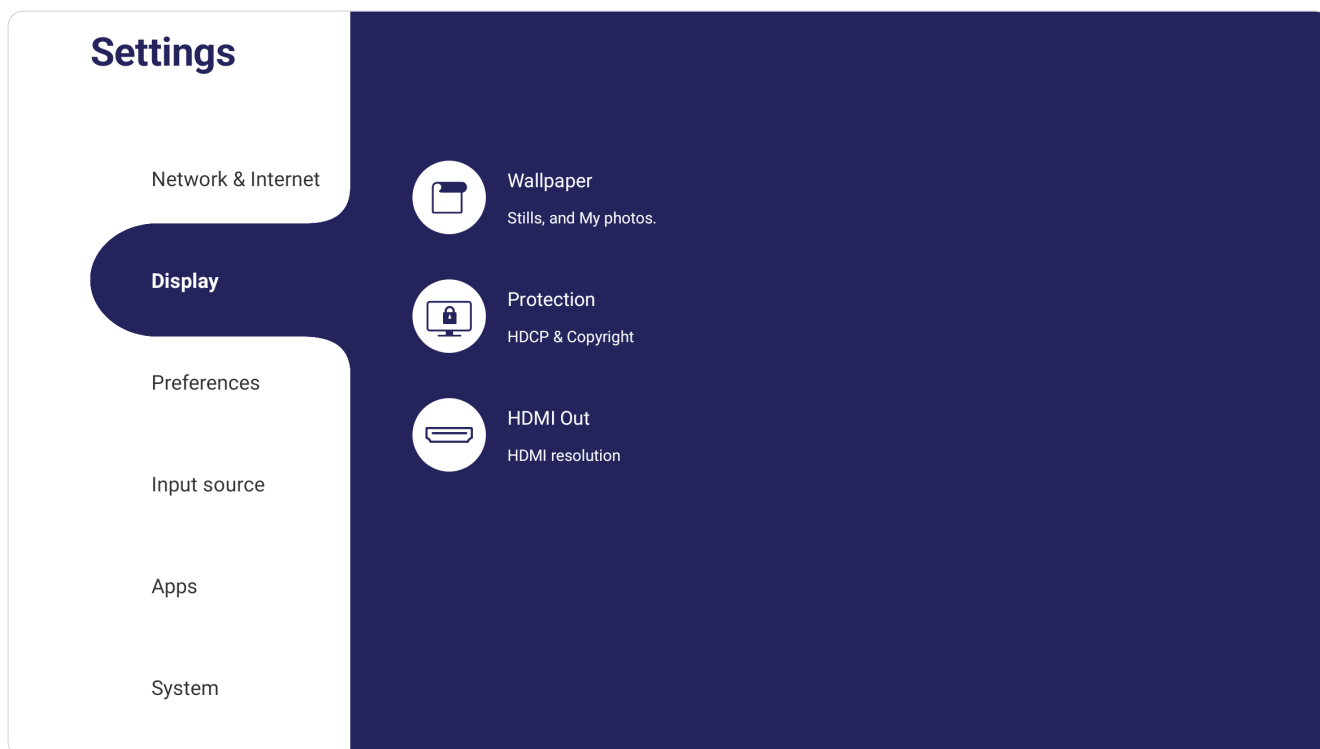 Settings
Network & Internet
Display
Preferences
Input source
Apps
System
Wallpaper
Stills, and My photos.
Protection
HDCP & Copyright
HDMI Out
HDMI resolution